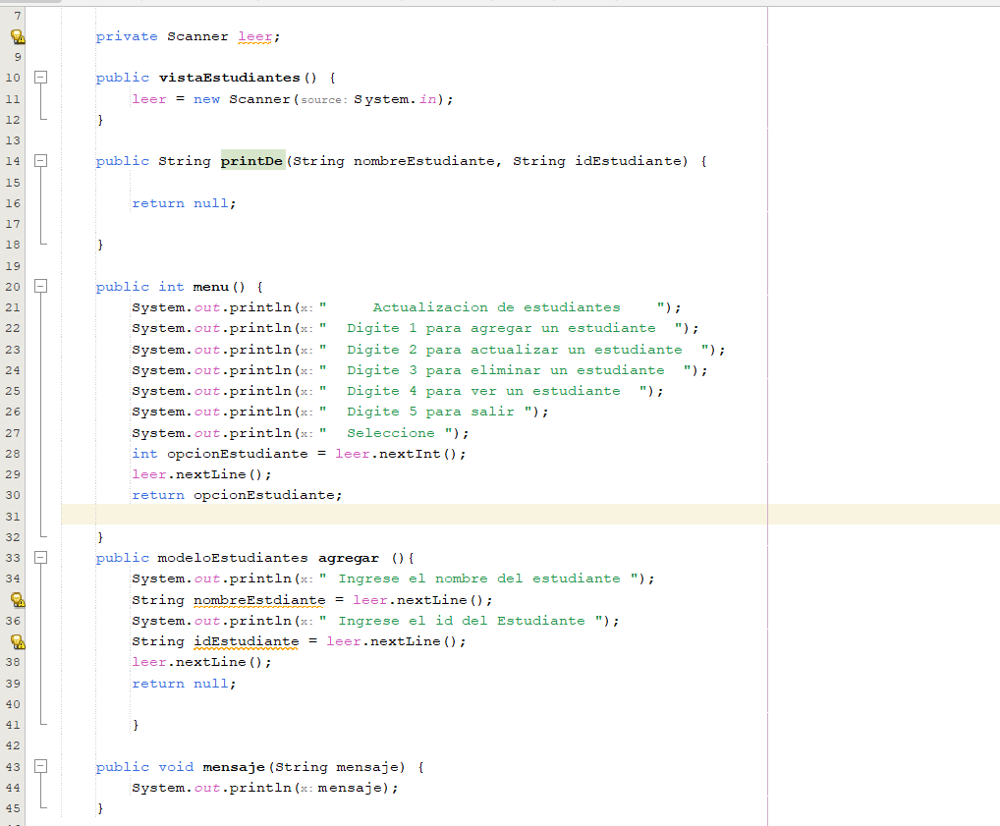 7
private Scanner leer;
9
10 public vistaEstudiantes() {
11 leer = new Scanner(source: System.in);
12 }
13
14 public String printDe(String nombreEstudiante, String idEstudiante) {
15
16 return null;
17
18 }
19
20 public int menu() {
21 System.out.println(x: "     Actualizacion de estudiantes    ");
22 System.out.println(x: "  Digite 1 para agregar un estudiante  ");
23 System.out.println(x: "  Digite 2 para actualizar un estudiante  ");
24 System.out.println(x: "  Digite 3 para eliminar un estudiante  ");
25 System.out.println(x: "  Digite 4 para ver un estudiante  ");
26 System.out.println(x: "  Digite 5 para salir ");
27 System.out.println(x: "  Seleccione ");
28 int opcionEstudiante = leer.nextInt();
29 leer.nextLine();
30 return opcionEstudiante;
31
32 }
33 public modeloEstudiantes agregar (){
34 System.out.println(x: " Ingrese el nombre del estudiante ");
String nombreEstdiante = leer.nextLine();
36 System.out.println(x: " Ingrese el id del Estudiante ");
String idEstudiante = leer.nextLine();
38 leer.nextLine();
39 return null;
40
41 }
42
43 public void mensaje(String mensaje) {
44 System.out.println(x: mensaje);
45 }